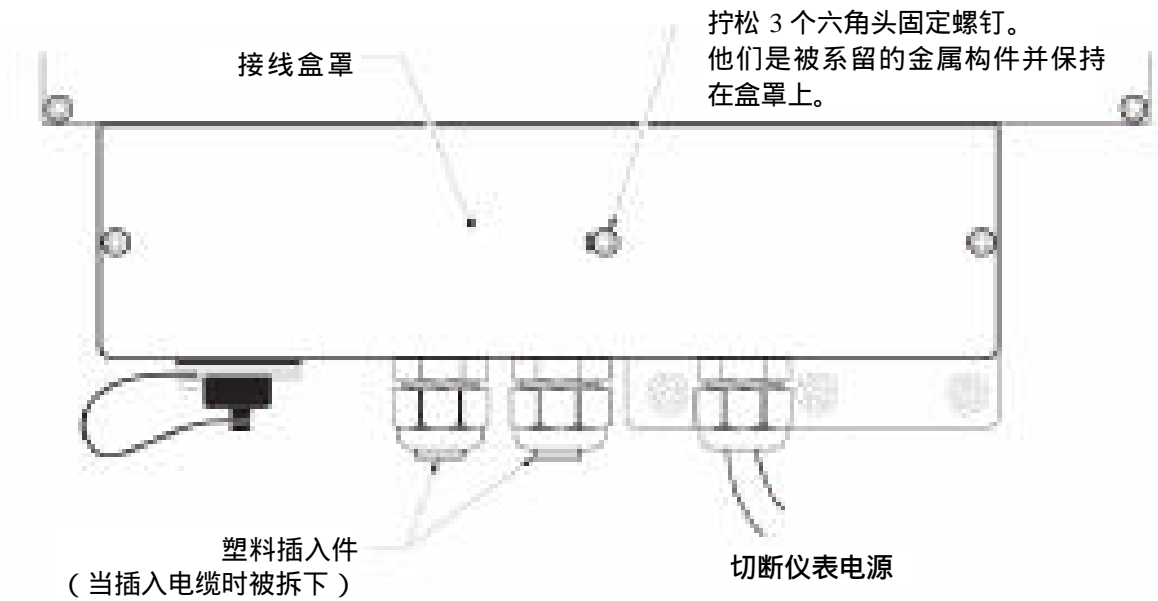 拧松 3 个六角头固定螺钉。
他们是被系留的金属构件并保持
在盒罩上。
接线盒罩
塑料插入件
（当插入电缆时被拆下）
切断仪表电源